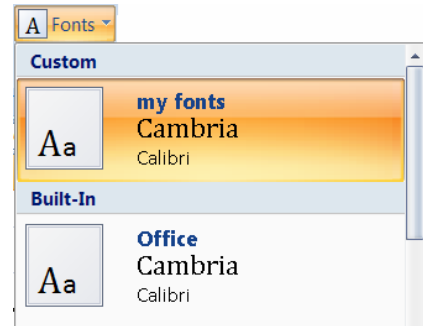 A Fonts
Custom
Aa
my fonts
Cambria
Calibri
Built-In
Aa
Office
Cambria
Calibri